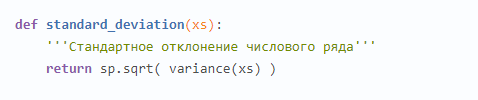 def standard_deviation(xs):
    '''Стандартное отклонение числового ряда'''
    return sp.sqrt( variance(xs) )